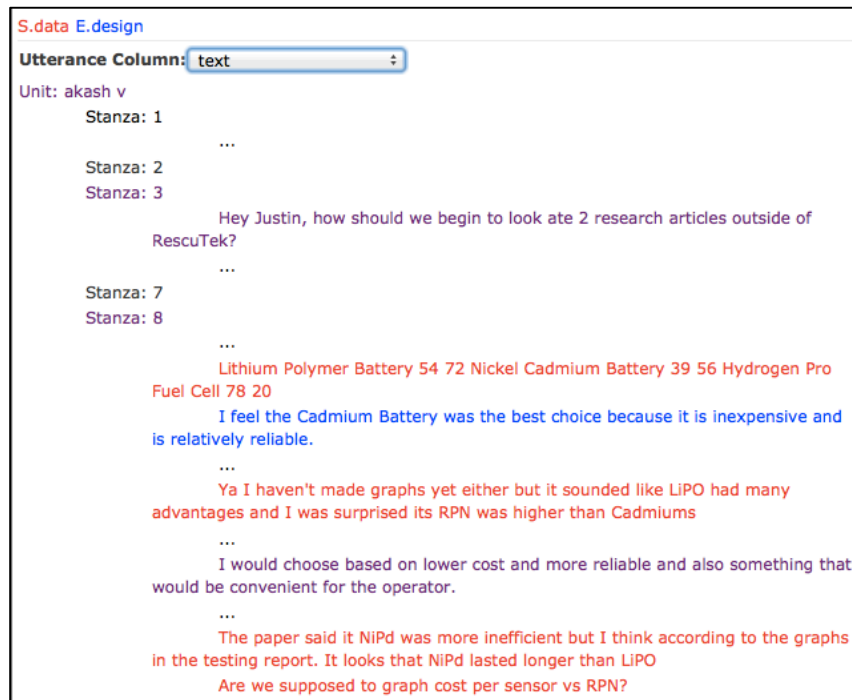 S.data E.design
Utterance Column: text
Unit: akash v
Stanza: 1
...
Stanza: 2
Stanza: 3
Hey Justin, how should we begin to look ate 2 research articles outside of
RescuTek?
...
Stanza: 7
Stanza: 8
...
Lithium Polymer Battery 54 72 Nickel Cadmium Battery 39 56 Hydrogen Pro
Fuel Cell 78 20
I feel the Cadmium Battery was the best choice because it is inexpensive and
is relatively reliable.
...
Ya I haven't made graphs yet either but it sounded like LiPO had many
advantages and I was surprised its RPN was higher than Cadmiums
...
I would choose based on lower cost and more reliable and also something that
would be convenient for the operator.
...
The paper said it NiPd was more inefficient but I think according to the graphs
in the testing report. It looks that NiPd lasted longer than LiPO
Are we supposed to graph cost per sensor vs RPN?